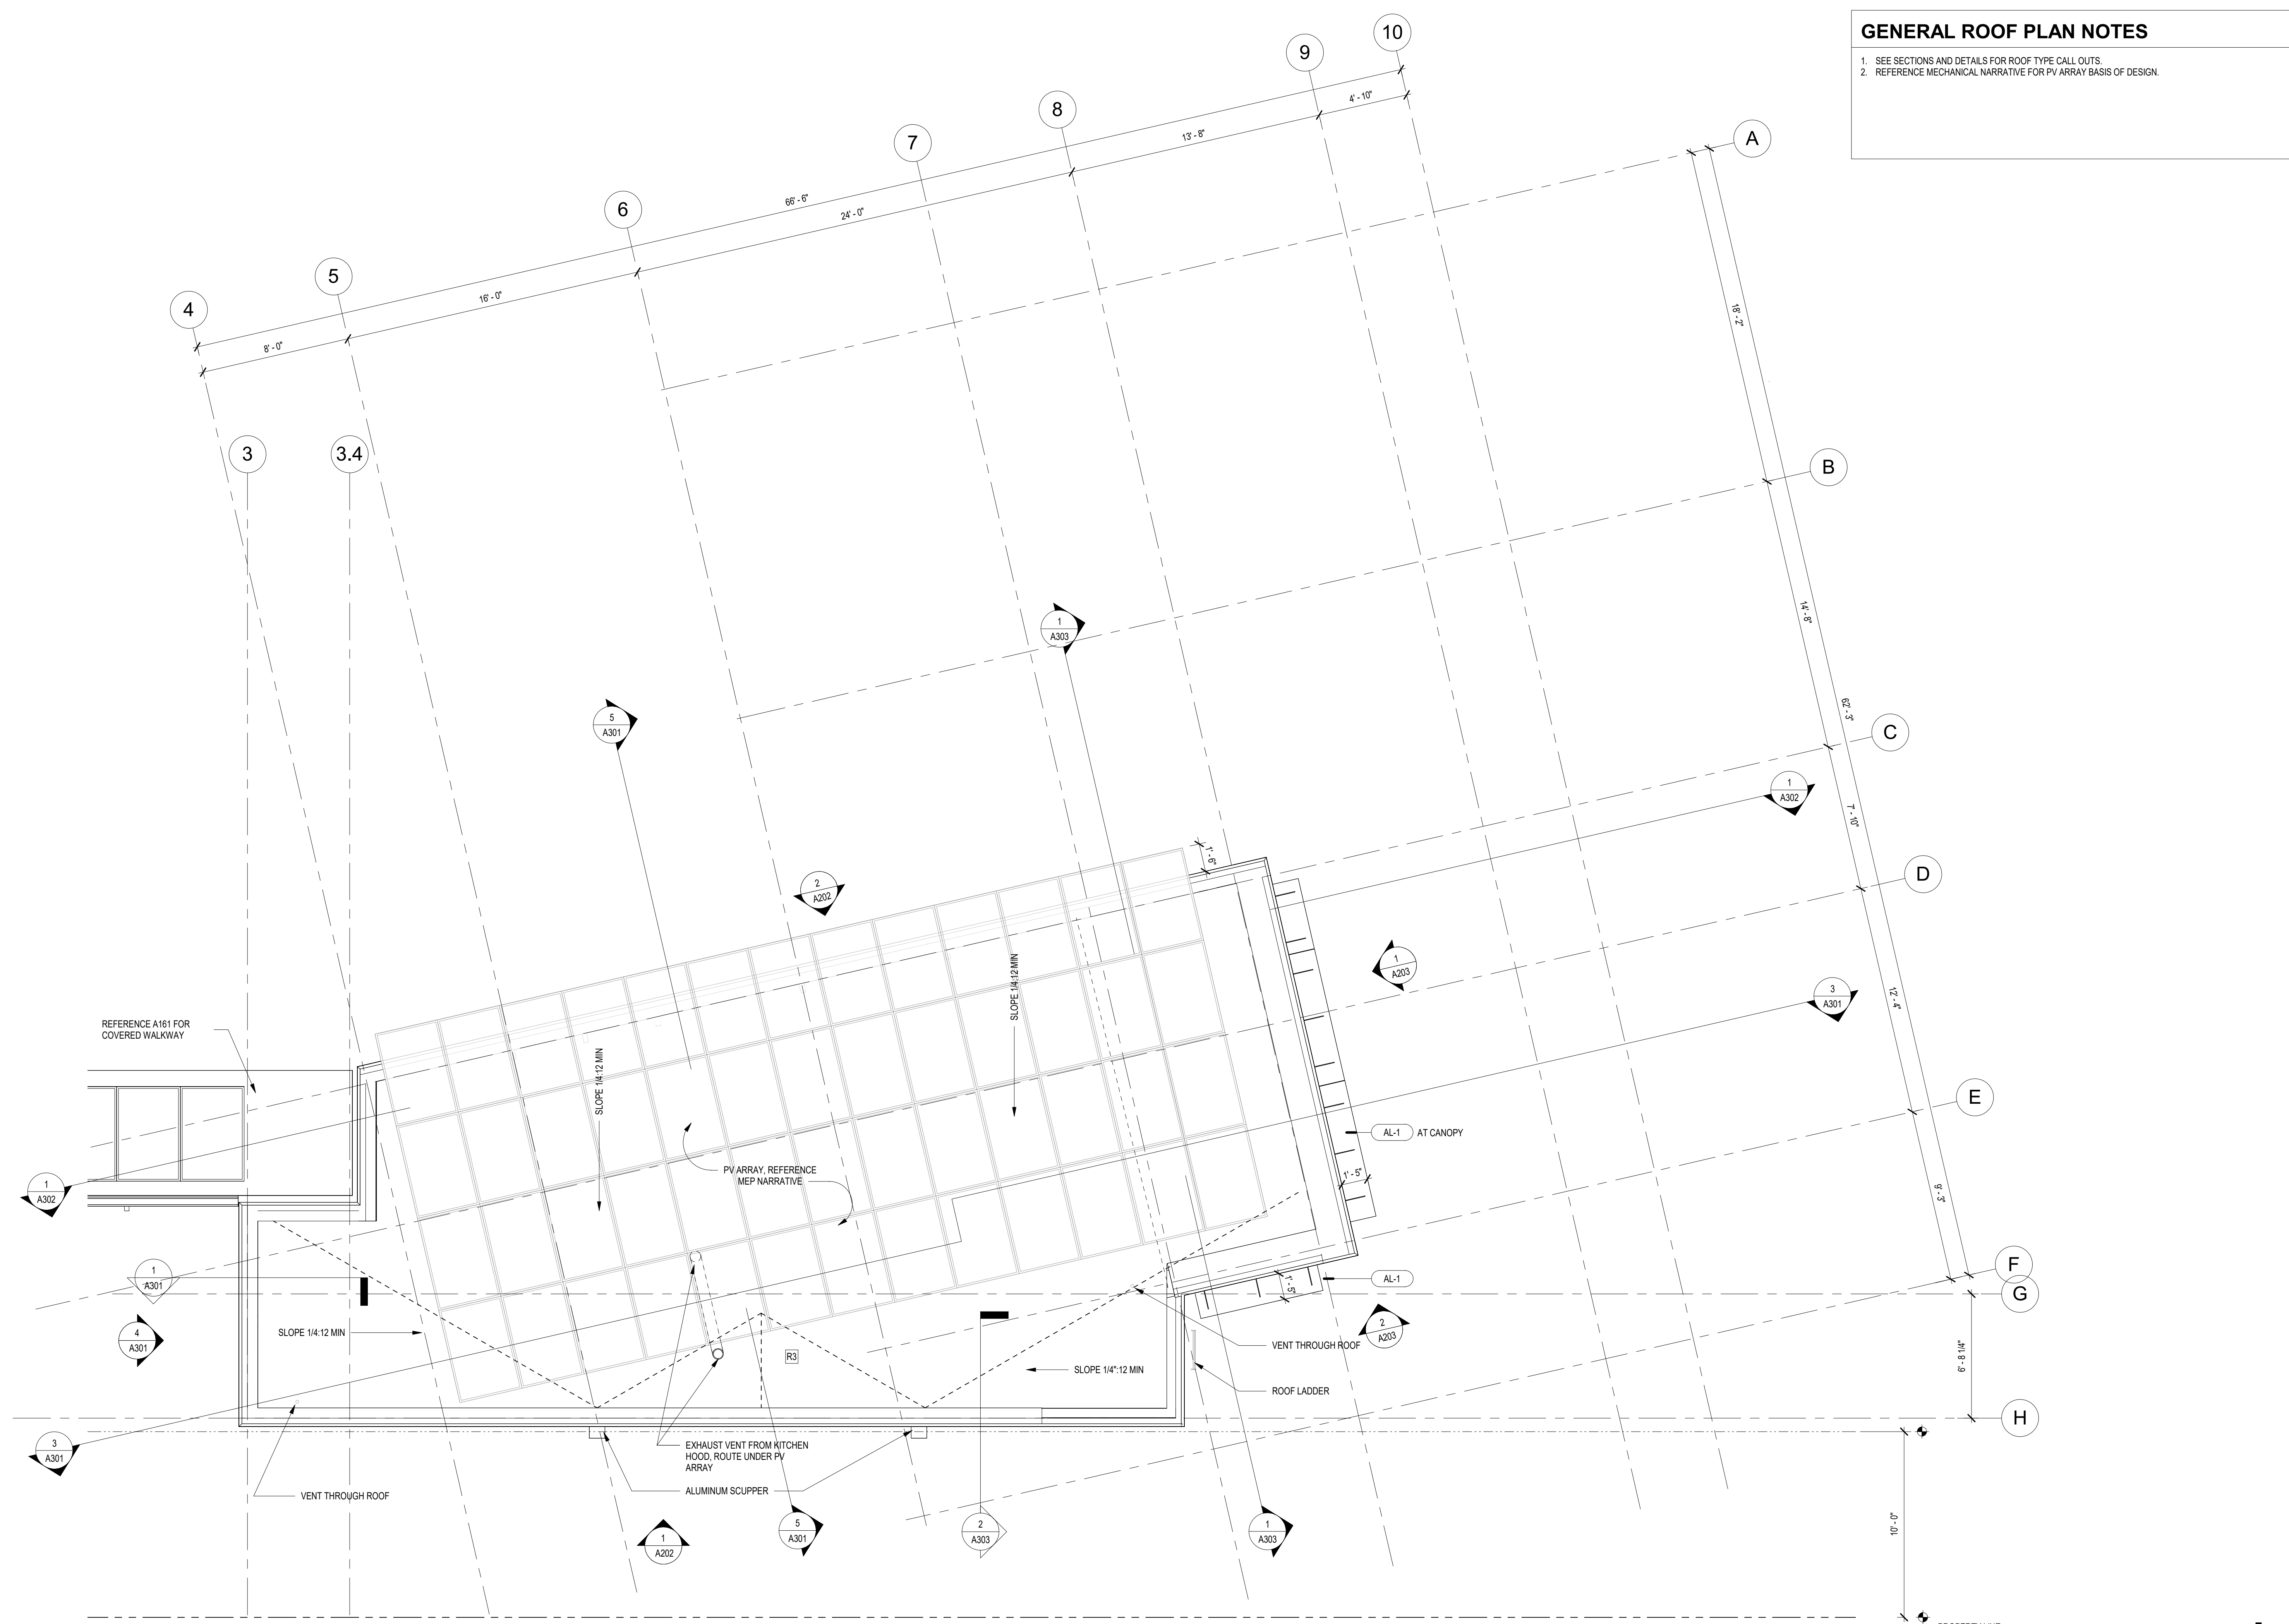 GENERAL ROOF PLAN NOTES
1. SEE SECTIONS AND DETAILS FOR ROOF TYPE CALL OUTS.
2. REFERENCE MECHANICAL NARRATIVE FOR PV ARRAY BASIS OF DESIGN.
10
9
8
7
6
5
4
3
3.4
A
B
C
D
E
F
G
H
66' - 6"
4' - 10"
13' - 8"
24' - 0"
16' - 0"
8' - 0"
18' - 2"
14' - 8"
62' - 3"
7' - 10"
12' - 4"
9' - 3"
6' - 8 1/4"
10' - 0"
1
A303
5
A301
1
A302
2
A202
1' - 6"
1
A203
3
A301
SLOPE 1/4:12 MIN
SLOPE 1/4:12 MIN
REFERENCE A161 FOR
COVERED WALKWAY
AL-1 AT CANOPY
1' - 5"
PV ARRAY, REFERENCE
MEP NARRATIVE
1
A302
1
A301
AL-1
1' - 5"
4
A301
SLOPE 1/4:12 MIN
2
A203
VENT THROUGH ROOF
R3
SLOPE 1/4":12 MIN
ROOF LADDER
3
A301
EXHAUST VENT FROM KITCHEN
HOOD, ROUTE UNDER PV
ARRAY
ALUMINUM SCUPPER
VENT THROUGH ROOF
1
A202
5
A301
2
A303
1
A303